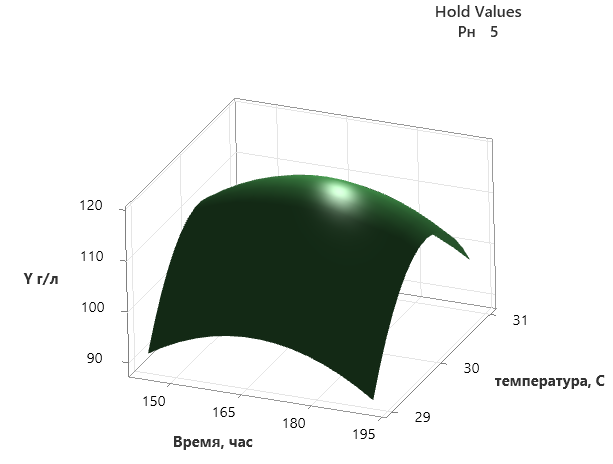 Hold Values
Рн 5
120
110
100
90
Y г/л
150
165
180
195
Время, час
29
30
31
температура, С